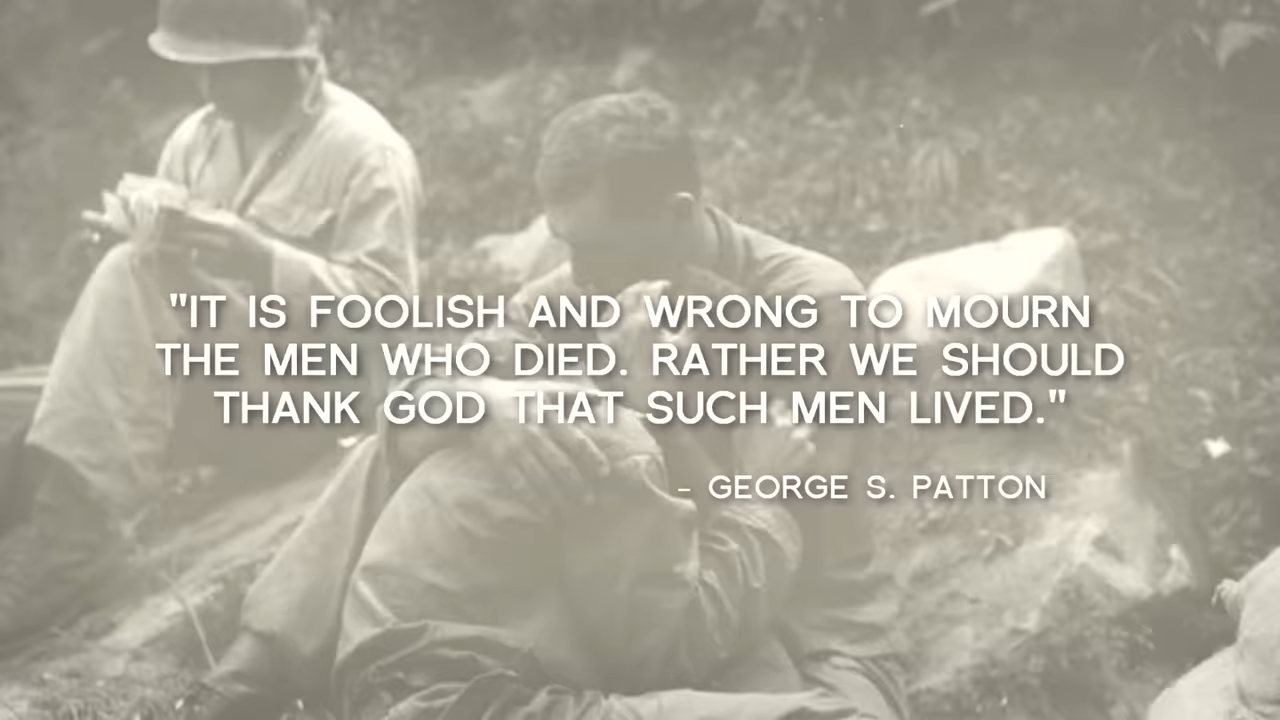 "IT IS FOOLISH AND WRONG TO MOURN
THE MEN WHO DIED. RATHER WE SHOULD
THANK GOD THAT SUCH MEN LIVED."
- GEORGE S. PATTON